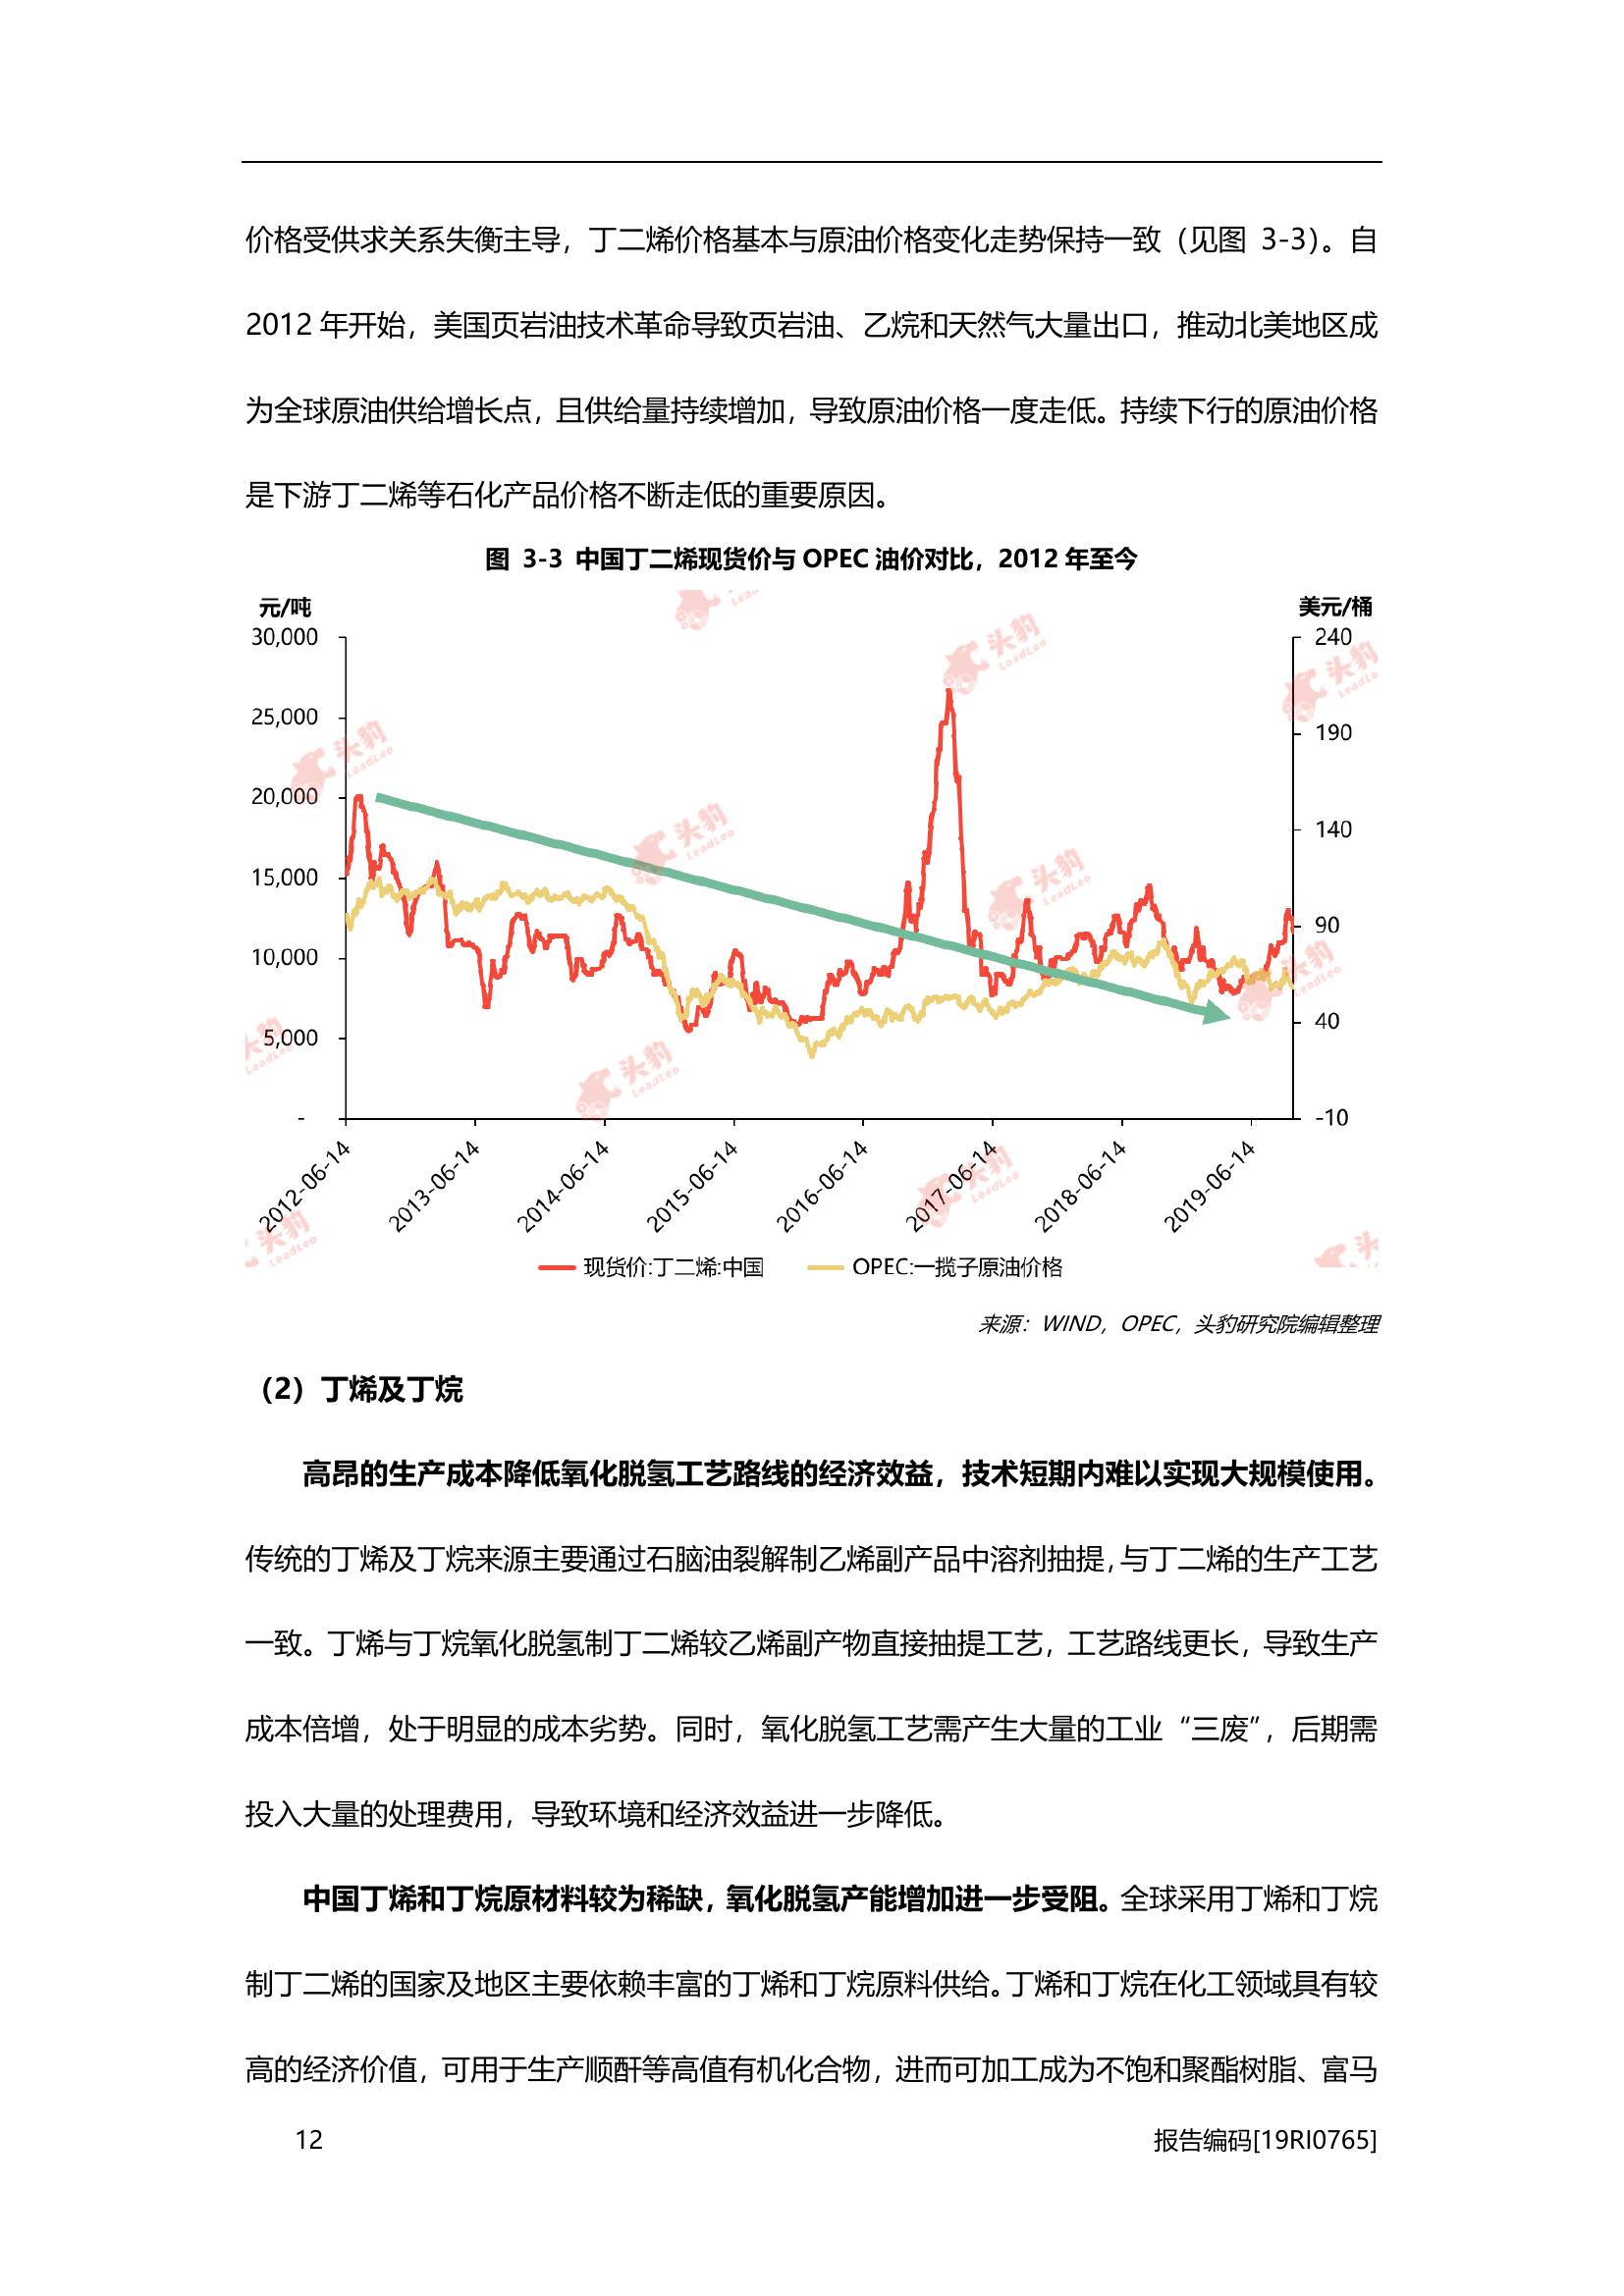 价格受供求关系失衡主导，丁二烯价格基本与原油价格变化走势保持一致（见图 3-3）。自
2012 年开始，美国页岩油技术革命导致页岩油、乙烷和天然气大量出口，推动北美地区成
为全球原油供给增长点，且供给量持续增加，导致原油价格一度走低。持续下行的原油价格
是下游丁二烯等石化产品价格不断走低的重要原因。
图 3-3 中国丁二烯现货价与 OPEC 油价对比，2012 年至今
元/吨 美元/桶
30,000 240
25,000 190
20,000 140
15,000 90
10,000 40
5,000 -10
-
2012-06-14 2013-06-14 2014-06-14 2015-06-14 2016-06-14 2017-06-14 2018-06-14 2019-06-14
现货价:丁二烯:中国 OPEC:一揽子原油价格
头豹 LeadLeo
来源：WIND，OPEC，头豹研究院编辑整理
（2）丁烯及丁烷
高昂的生产成本降低氧化脱氢工艺路线的经济效益，技术短期内难以实现大规模使用。
传统的丁烯及丁烷来源主要通过石脑油裂解制乙烯副产品中溶剂抽提，与丁二烯的生产工艺
一致。丁烯与丁烷氧化脱氢制丁二烯较乙烯副产物直接抽提工艺，工艺路线更长，导致生产
成本倍增，处于明显的成本劣势。同时，氧化脱氢工艺需产生大量的工业“三废”，后期需
投入大量的处理费用，导致环境和经济效益进一步降低。
中国丁烯和丁烷原材料较为稀缺，氧化脱氢产能增加进一步受阻。全球采用丁烯和丁烷
制丁二烯的国家及地区主要依赖丰富的丁烯和丁烷原料供给。丁烯和丁烷在化工领域具有较
高的经济价值，可用于生产顺酐等高值有机化合物，进而可加工成为不饱和聚酯树脂、富马
12 报告编码[19RI0765]